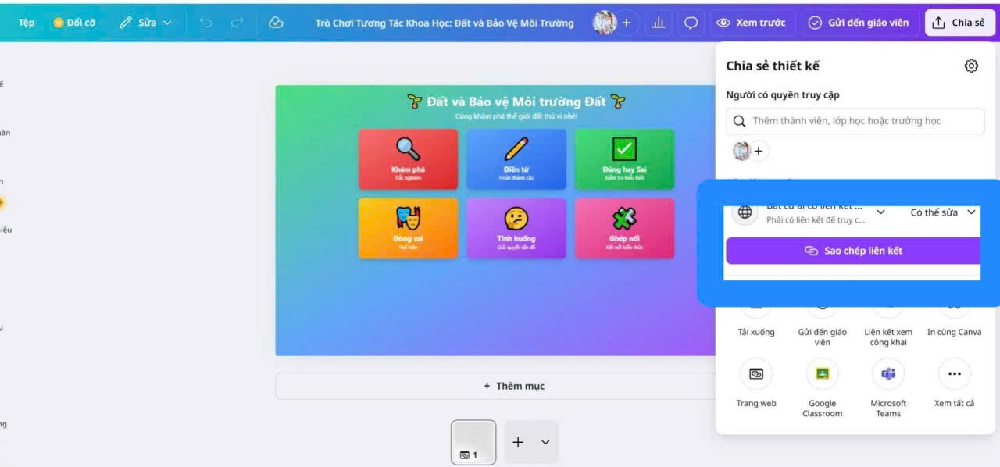 Tệp
Đổi cỡ
Sửa
Trò Chơi Tương Tác Khoa Học: Đất và Bảo Vệ Môi Trường
Xem trước
Gửi đến giáo viên
Chia sẻ
Chia sẻ thiết kế
Người có quyền truy cập
Thêm thành viên, lớp học hoặc trường học
Đất và Bảo vệ Môi trường Đất
Cùng khám phá thế giới đất thú vị nhé!
Khám phá
Trắc nghiệm
Điền từ
Hoàn thành câu
Đúng hay Sai
Kiểm tra hiểu biết
Đóng vai
Thể hiện
Tình huống
Giải quyết vấn đề
Ghép nối
Kết nối kiến thức
Bất cứ ai có liên kết ...
Phải có liên kết để truy c...
Có thể sửa
Sao chép liên kết
Tải xuống
Gửi đến giáo
viên
Liên kết xem
công khai
In cùng Canva
Trang web
Google
Classroom
Microsoft
Teams
Xem tất cả
+ Thêm mục
1